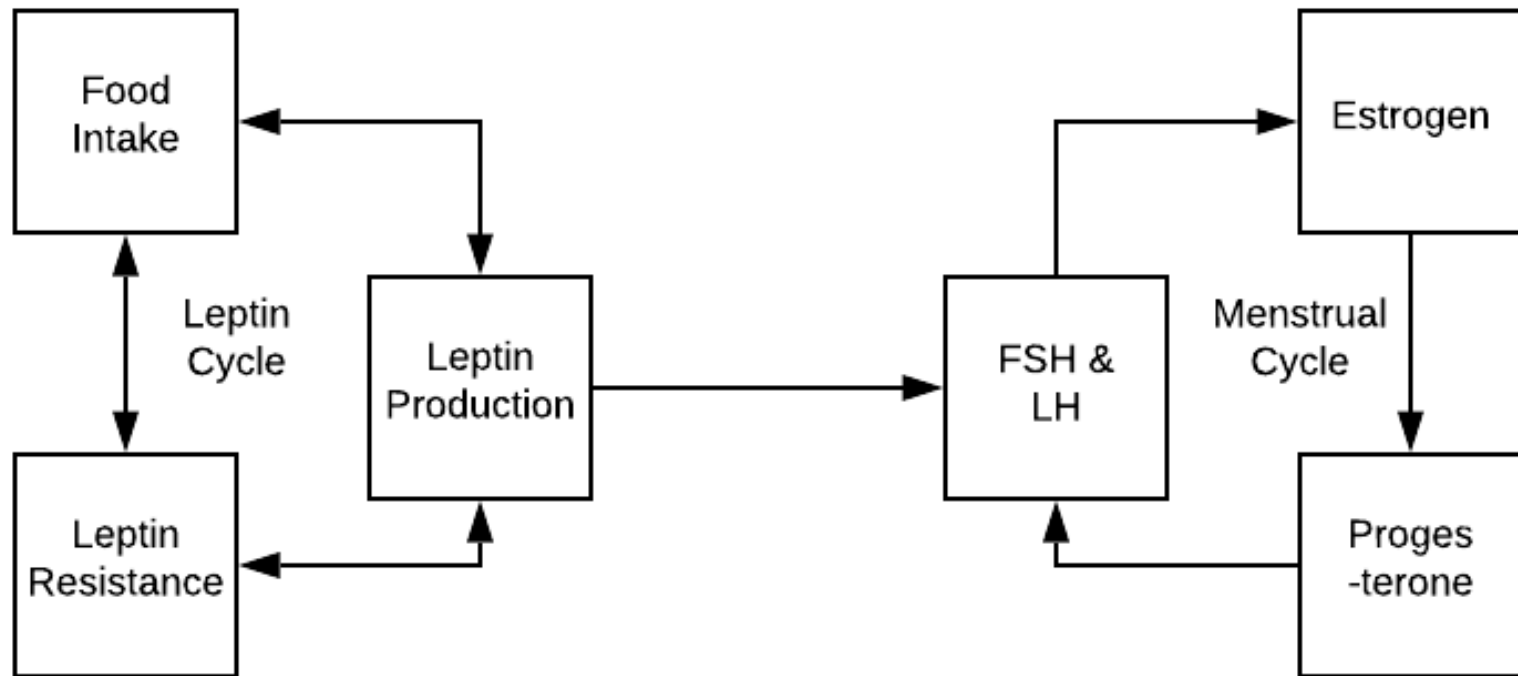 Food
Intake
Estrogen
Leptin
Cycle
Menstrual
Cycle
Leptin
Production
FSH &
LH
Leptin
Resistance
Proges
-terone